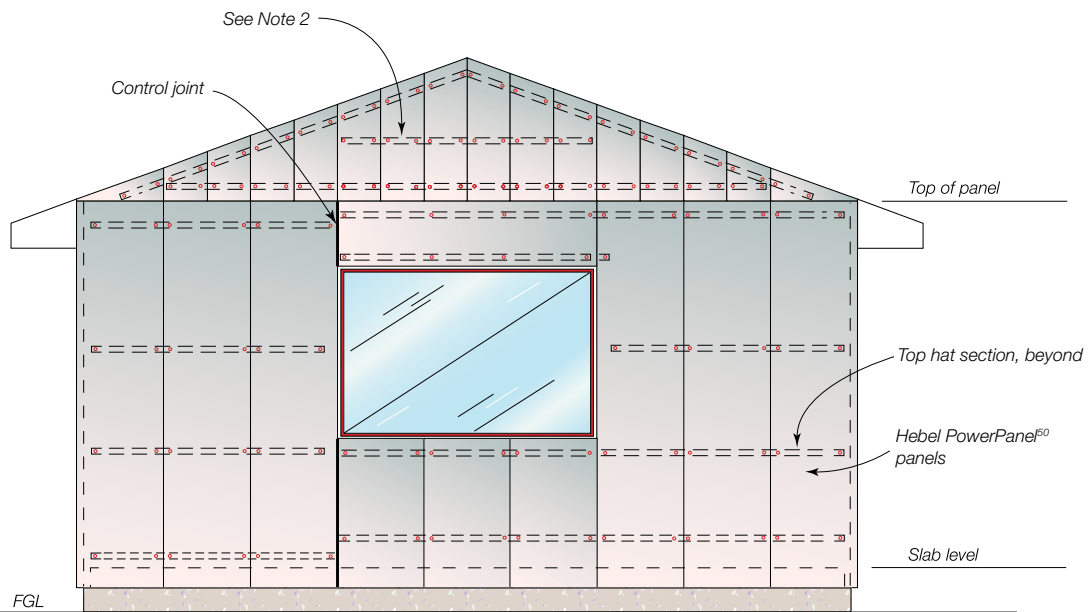 See Note 2
Control joint
Top of panel
Top hat section, beyond
Hebel PowerPanel50
panels
Slab level
FGL